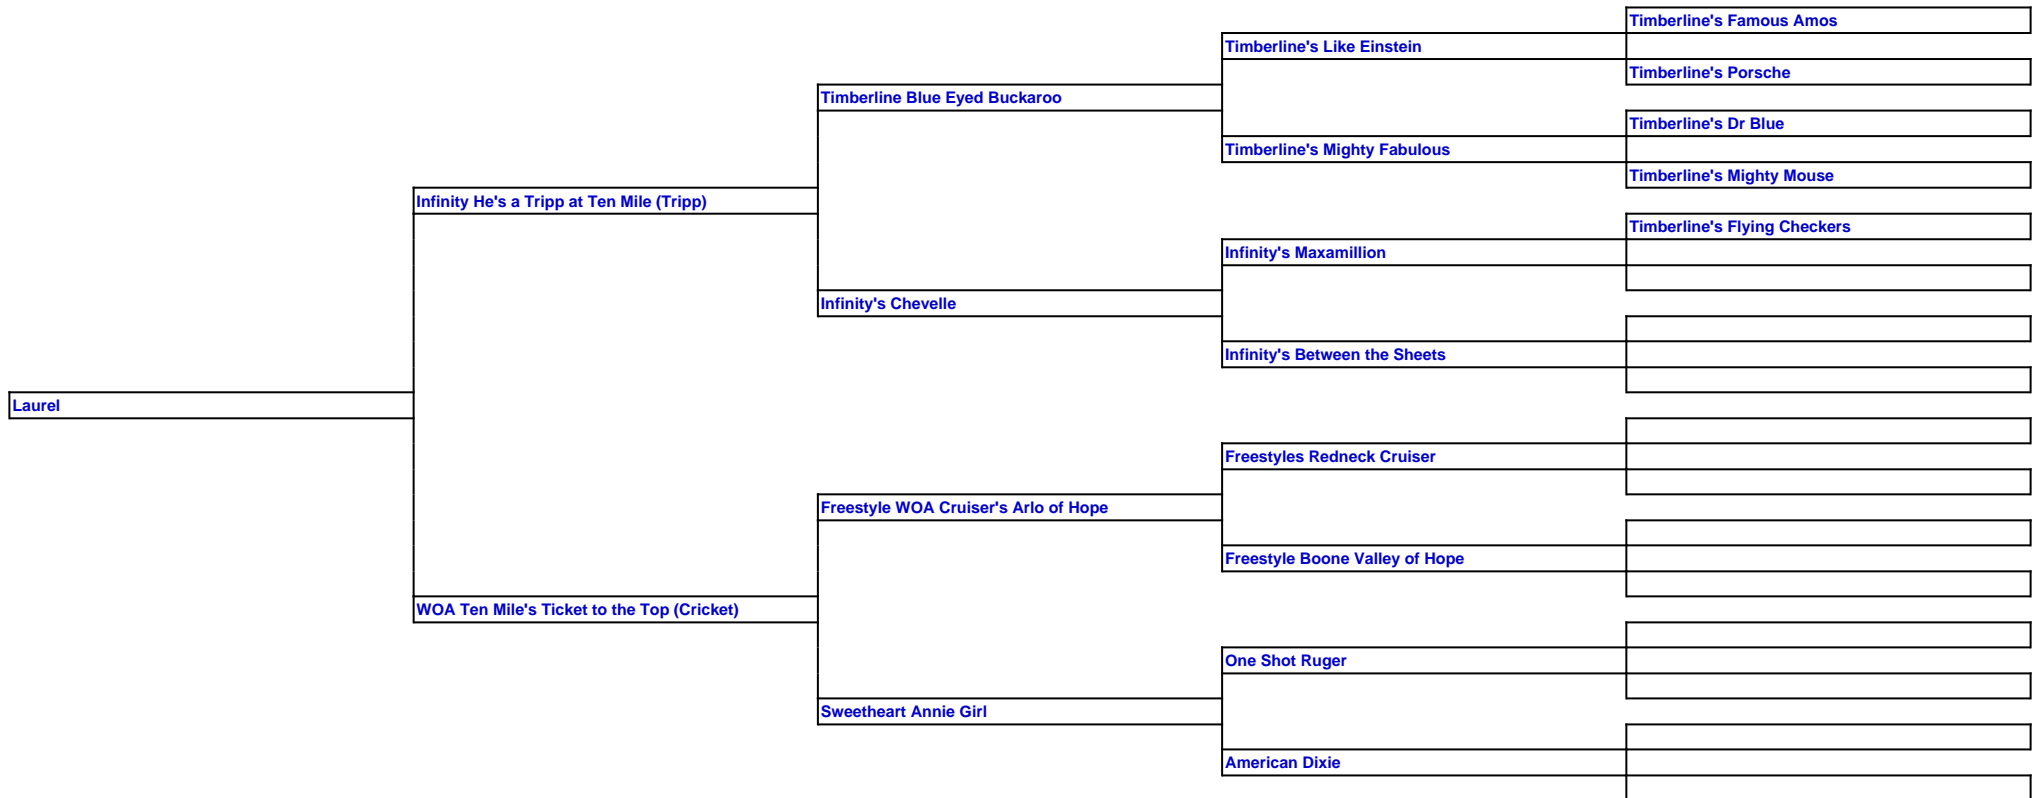 Timberline's Famous Amos
Timberline's Like Einstein
Timberline's Porsche
Timberline Blue Eyed Buckaroo
Timberline's Dr Blue
Timberline's Mighty Fabulous
Timberline's Mighty Mouse
Infinity He's a Tripp at Ten Mile (Tripp)
Timberline's Flying Checkers
Infinity's Maxamillion
Infinity's Chevelle
Infinity's Between the Sheets
Laurel
Freestyles Redneck Cruiser
Freestyle WOA Cruiser's Arlo of Hope
Freestyle Boone Valley of Hope
WOA Ten Mile's Ticket to the Top (Cricket)
One Shot Ruger
Sweetheart Annie Girl
American Dixie